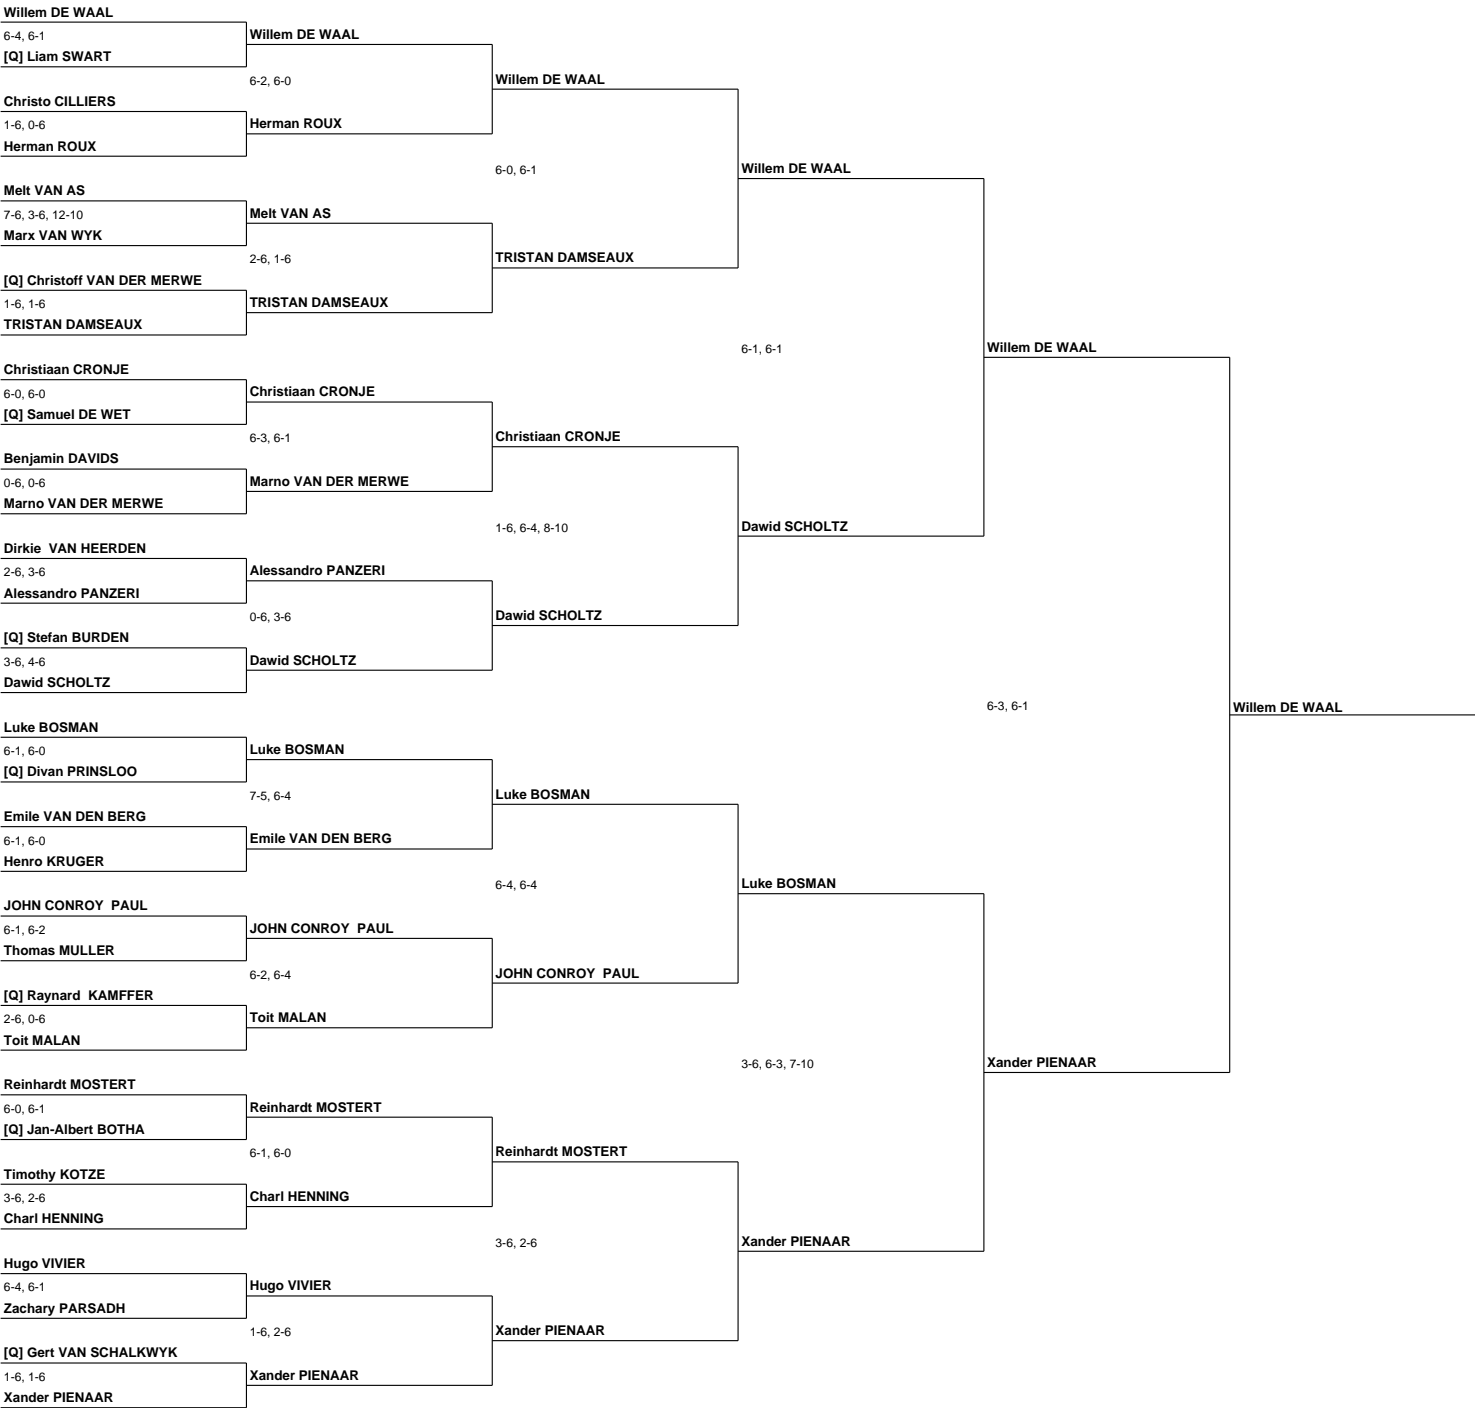 Willem DE WAAL
6-4, 6-1
[Q] Liam SWART
Christo CILLIERS
1-6, 0-6
Herman ROUX
Melt VAN AS
7-6, 3-6, 12-10
Marx VAN WYK
[Q] Christoff VAN DER MERWE
1-6, 1-6
TRISTAN DAMSEAUX
Christiaan CRONJE
6-0, 6-0
[Q] Samuel DE WET
Benjamin DAVIDS
0-6, 0-6
Marno VAN DER MERWE
Dirkie  VAN HEERDEN
2-6, 3-6
Alessandro PANZERI
[Q] Stefan BURDEN
3-6, 4-6
Dawid SCHOLTZ
Luke BOSMAN
6-1, 6-0
[Q] Divan PRINSLOO
Emile VAN DEN BERG
6-1, 6-0
Henro KRUGER
JOHN CONROY  PAUL
6-1, 6-2
Thomas MULLER
[Q] Raynard  KAMFFER
2-6, 0-6
Toit MALAN
Reinhardt MOSTERT
6-0, 6-1
[Q] Jan-Albert BOTHA
Timothy KOTZE
3-6, 2-6
Charl HENNING
Hugo VIVIER
6-4, 6-1
Zachary PARSADH
[Q] Gert VAN SCHALKWYK
1-6, 1-6
Xander PIENAAR
Willem DE WAAL
6-2, 6-0
Herman ROUX
Melt VAN AS
2-6, 1-6
TRISTAN DAMSEAUX
Christiaan CRONJE
6-3, 6-1
Marno VAN DER MERWE
Alessandro PANZERI
0-6, 3-6
Dawid SCHOLTZ
Luke BOSMAN
7-5, 6-4
Emile VAN DEN BERG
JOHN CONROY  PAUL
6-2, 6-4
Toit MALAN
Reinhardt MOSTERT
6-1, 6-0
Charl HENNING
Hugo VIVIER
1-6, 2-6
Xander PIENAAR
Willem DE WAAL
6-0, 6-1
TRISTAN DAMSEAUX
Christiaan CRONJE
1-6, 6-4, 8-10
Dawid SCHOLTZ
Luke BOSMAN
6-4, 6-4
JOHN CONROY  PAUL
Reinhardt MOSTERT
3-6, 2-6
Xander PIENAAR
Willem DE WAAL
6-1, 6-1
Dawid SCHOLTZ
Luke BOSMAN
3-6, 6-3, 7-10
Xander PIENAAR
Willem DE WAAL
6-3, 6-1
Xander PIENAAR
Willem DE WAAL